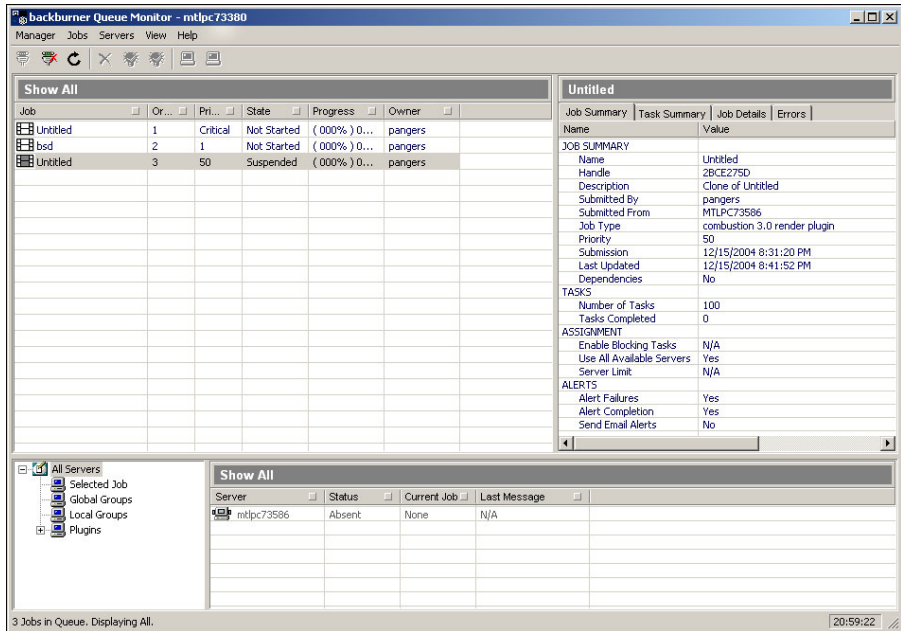 backburner Queue Monitor - mtlpc73380
Manager Jobs Servers View Help
Show All
Job Or... Pri... State Progress Owner
Untitled 1 Critical Not Started ( 000% ) 0... pangers
bsd 2 1 Not Started ( 000% ) 0... pangers
Untitled 3 50 Suspended ( 000% ) 0... pangers
Untitled
Job Summary Task Summary Job Details Errors
Name Value
JOB SUMMARY
Name Untitled
Handle 2BCE275D
Description Clone of Untitled
Submitted By pangers
Submitted From MTLPC73586
Job Type combustion 3.0 render plugin
Priority 50
Submission 12/15/2004 8:31:20 PM
Last Updated 12/15/2004 8:41:52 PM
Dependencies No
TASKS
Number of Tasks 100
Tasks Completed 0
ASSIGNMENT
Enable Blocking Tasks N/A
Use All Available Servers Yes
Server Limit N/A
ALERTS
Alert Failures Yes
Alert Completion Yes
Send Email Alerts No
All Servers
Selected Job
Global Groups
Local Groups
Plugins
Show All
Server Status Current Job Last Message
mtlpc73586 Absent None N/A
3 Jobs in Queue. Displaying All.
20:59:22